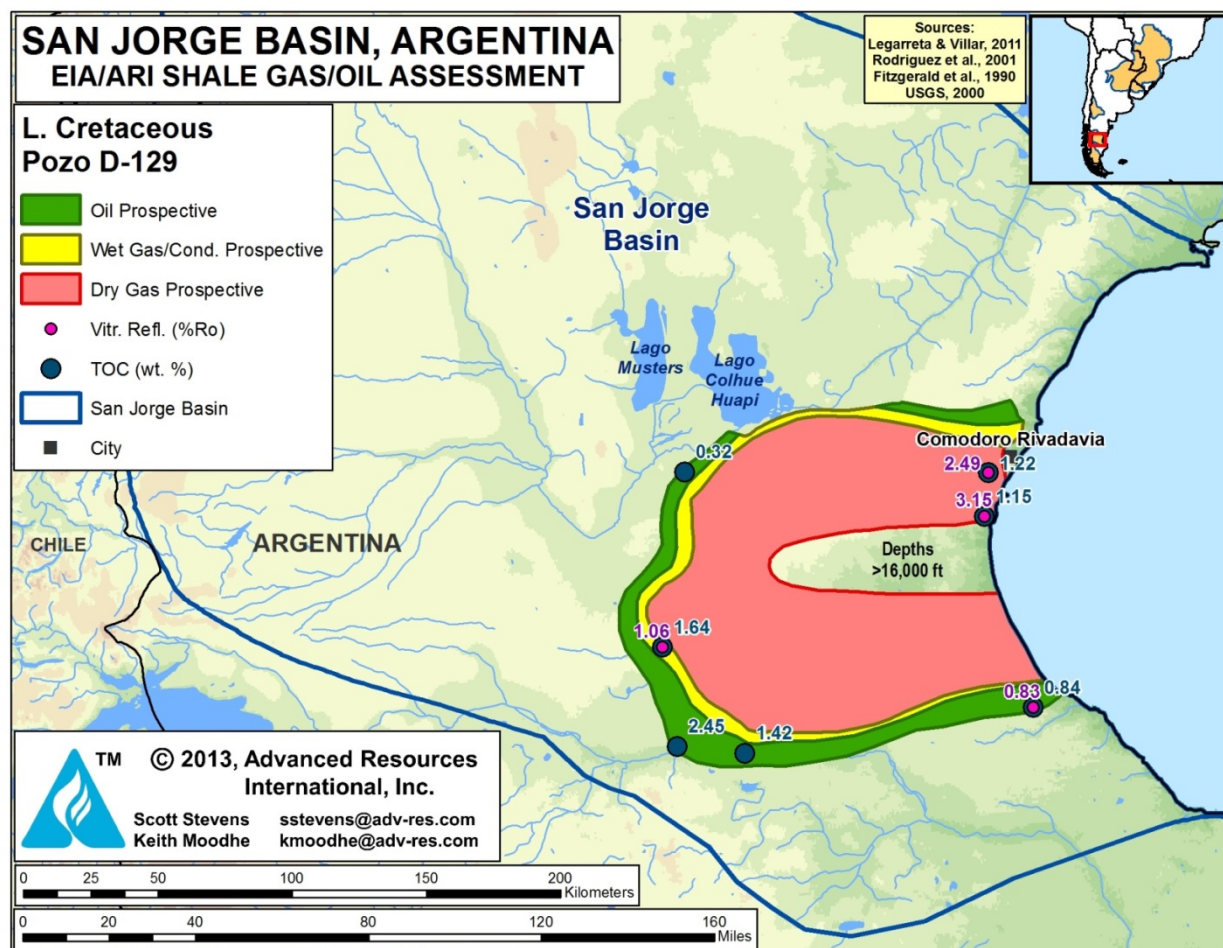 SAN JORGE BASIN, ARGENTINA
EIA/ARI SHALE GAS/OIL ASSESSMENT
Sources:
Legarreta & Villar, 2011
Rodriguez et al., 2001
Fitzgerald et al., 1990
USGS, 2000
L. Cretaceous
Pozo D-129
Oil Prospective
Wet Gas/Cond. Prospective
Dry Gas Prospective
Vitr. Refl. (%Ro)
TOC (wt. %)
San Jorge Basin
City
San Jorge
Basin
Lago
Musters
Lago
Colhue
Huapi
Comodoro Rivadavia
0.32
2.49 1.22
3.15 1.15
CHILE
ARGENTINA
Depths
>16,000 ft
1.06 1.64
0.83 0.84
2.45
1.42
TM
© 2013, Advanced Resources
International, Inc.
Scott Stevens sstevens@adv-res.com
Keith Moodhe kmoodhe@adv-res.com
0 25 50 100 150 200
Kilometers
0 20 40 80 120 160
Miles